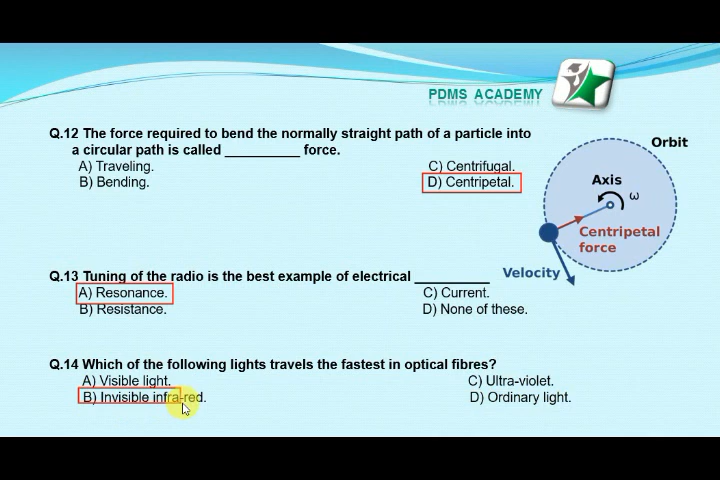 PDMS ACADEMY
Q.12 The force required to bend the normally straight path of a particle into
a circular path is called __________ force.
A) Traveling.
C) Centrifugal.
B) Bending.
D) Centripetal.
Orbit
Axis
ω
Centripetal
force
Velocity
Q.13 Tuning of the radio is the best example of electrical __________
A) Resonance.
C) Current.
B) Resistance.
D) None of these.
Q.14 Which of the following lights travels the fastest in optical fibres?
A) Visible light.
C) Ultra-violet.
B) Invisible infra-red.
D) Ordinary light.